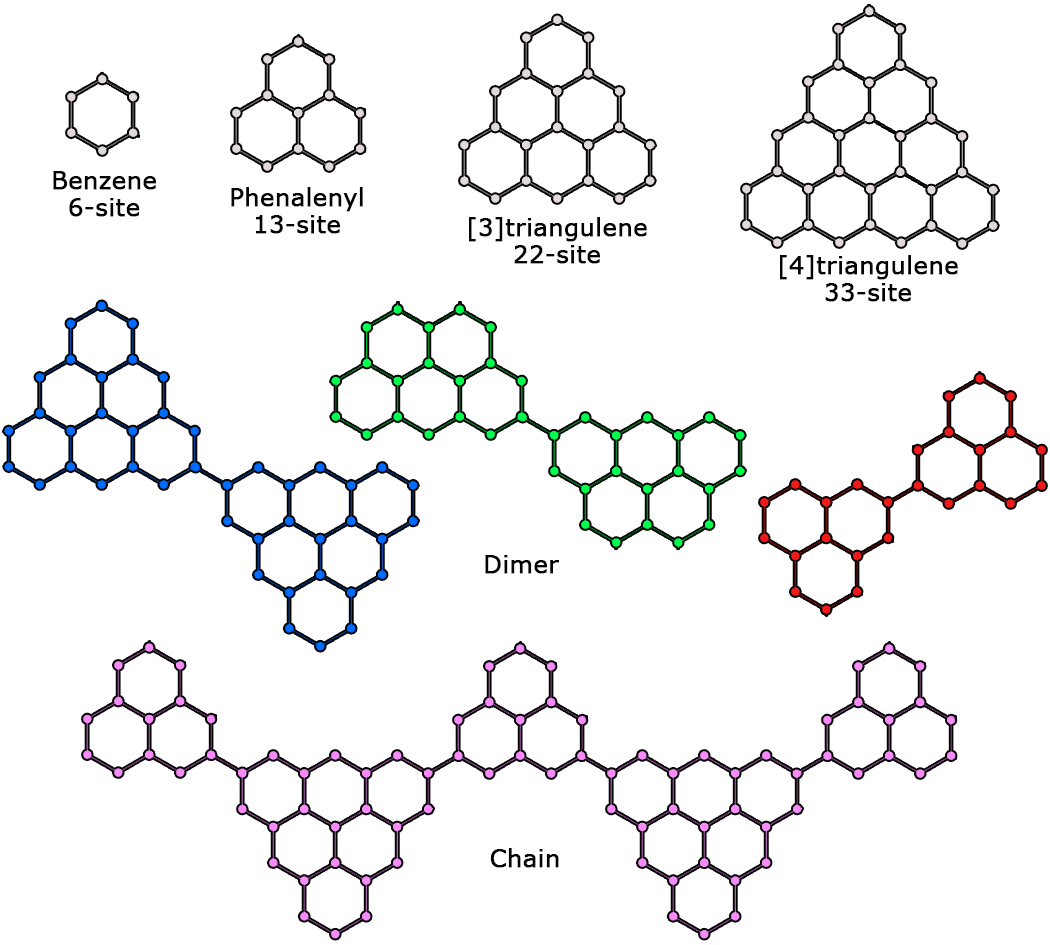 Benzene
6-site
Phenalenyl
13-site
[3]triangulene
22-site
[4]triangulene
33-site
Dimer
Chain